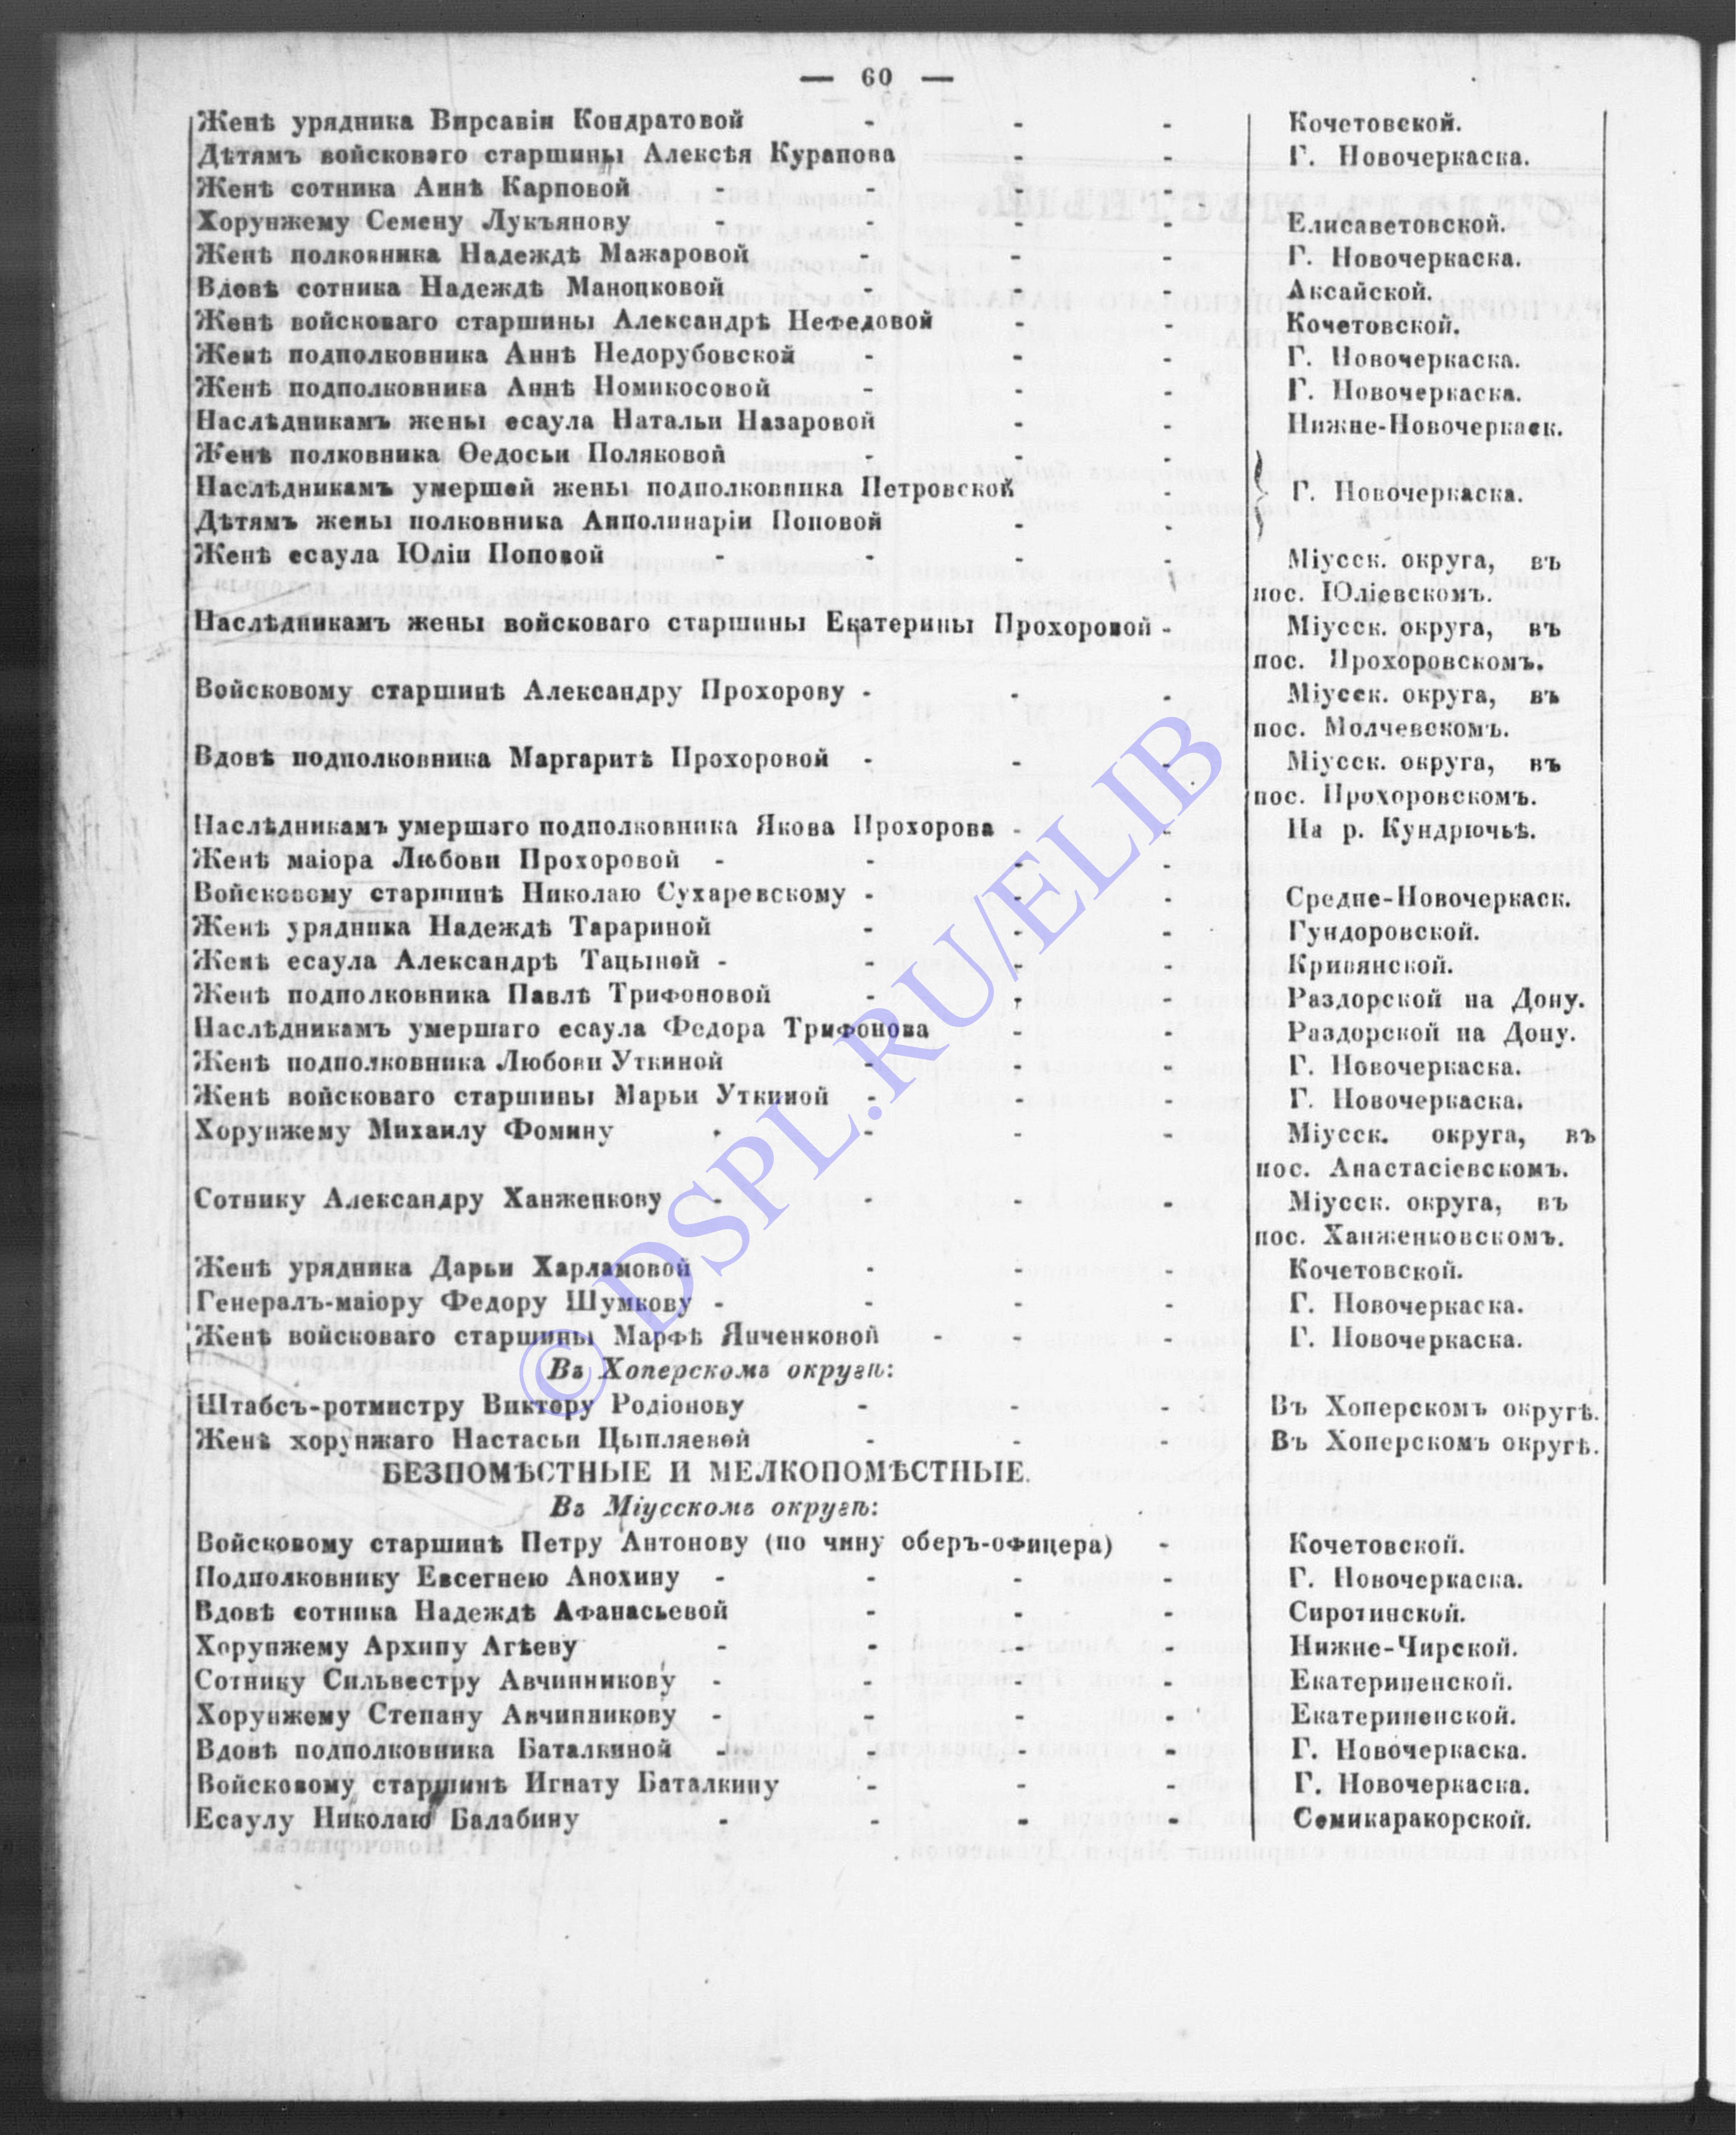 — 60 —
Женѣ урядника Вирсавіи Кондратовой - - - Кочетовской.
Дѣтямъ войсковаго старшины Алексѣя Курапова - - Г. Новочеркаска.
Женѣ сотника Аннѣ Карповой - - - -
Хорунжему Семену Лукъянову - - - - Елисаветовской.
Женѣ полковника Надеждѣ Мажаровой - - - Г. Новочеркаска.
Вдовѣ сотника Надеждѣ Маноцковой - - - Аксайской.
Женѣ войсковаго старшины Александрѣ Нефедовой - - Кочетовской.
Женѣ подполковника Аннѣ Недорубовской - - - Г. Новочеркаска.
Женѣ подполковника Аннѣ Номикосовой - - - Г. Новочеркаска.
Наслѣдникамъ жены есаула Натальи Назаровой - - Нижне-Новочеркаск.
Женѣ полковника Ѳедосьи Поляковой - - -
Наслѣдникамъ умершей жены подполковника Петровской - Г. Новочеркаска.
Дѣтямъ жены полковника Апполинаріи Поповой - -
Женѣ есаула Юліи Поповой - - - - Міусск. округа, въ
пос. Юліевскомъ.
Наслѣдникамъ жены войсковаго старшины Екатерины Прохоровой - Міусск. округа, въ
пос. Прохоровскомъ.
Войсковому старшинѣ Александру Прохорову - - - Міусск. округа, въ
пос. Молчевскомъ.
Вдовѣ подполковника Маргаритѣ Прохоровой - - - Міусск. округа, въ
пос. Прохоровскомъ.
Наслѣдникамъ умершаго подполковника Якова Прохорова - - На р. Кундрючьѣ.
Женѣ маіора Любови Прохоровой - - - -
Войсковому старшинѣ Николаю Сухаревскому - - - Средне-Новочеркаск.
Женѣ урядника Надеждѣ Тарариной - - - Гундоровской.
Женѣ есаула Александрѣ Тацыной - - - - Кривянской.
Женѣ подполковника Павлѣ Трифоновой - - - Раздорской на Дону.
Наслѣдникамъ умершаго есаула Федора Трифонова - - Раздорской на Дону.
Женѣ подполковника Любови Уткиной - - - Г. Новочеркаска.
Женѣ войсковаго старшины Марьи Уткиной - - - Г. Новочеркаска.
Хорунжему Михаилу Фомину - - - - Міусск. округа, въ
пос. Анастасіевскомъ.
Сотнику Александру Ханженкову - - - - Міусск. округа, въ
пос. Ханженковскомъ.
Женѣ урядника Дарьи Харламовой - - - Кочетовской.
Генералъ-маіору Федору Шумкову - - - - Г. Новочеркаска.
Женѣ войсковаго старшины Марфѣ Янченковой - - - Г. Новочеркаска.
Въ Хоперскомъ округѣ:
Штабсъ-ротмистру Виктору Родіонову - - - Въ Хоперскомъ округѣ.
Женѣ хорунжаго Настасьи Цыпляевой - - - Въ Хоперскомъ округѣ.
БЕЗПОМѢСТНЫЕ И МЕЛКОПОМѢСТНЫЕ.
Въ Міусскомъ округѣ:
Войсковому старшинѣ Петру Антонову (по чину оберъ-офицера) - Кочетовской.
Подполковнику Евсегнею Анохину - - - - Г. Новочеркаска.
Вдовѣ сотника Надеждѣ Афанасьевой - - - Сиротинской.
Хорунжему Архипу Агѣеву - - - - Нижне-Чирской.
Сотнику Сильвестру Авчинникову - - - - Екатерипенской.
Хорунжему Степану Авчинникову - - - - Екатерипенской.
Вдовѣ подполковника Баталкиной - - - - Г. Новочеркаска.
Войсковому старшинѣ Игнату Баталкину - - - Г. Новочеркаска.
Есаулу Николаю Балабину - - - - Семикаракорской.
© DSPL.RU/ELIB